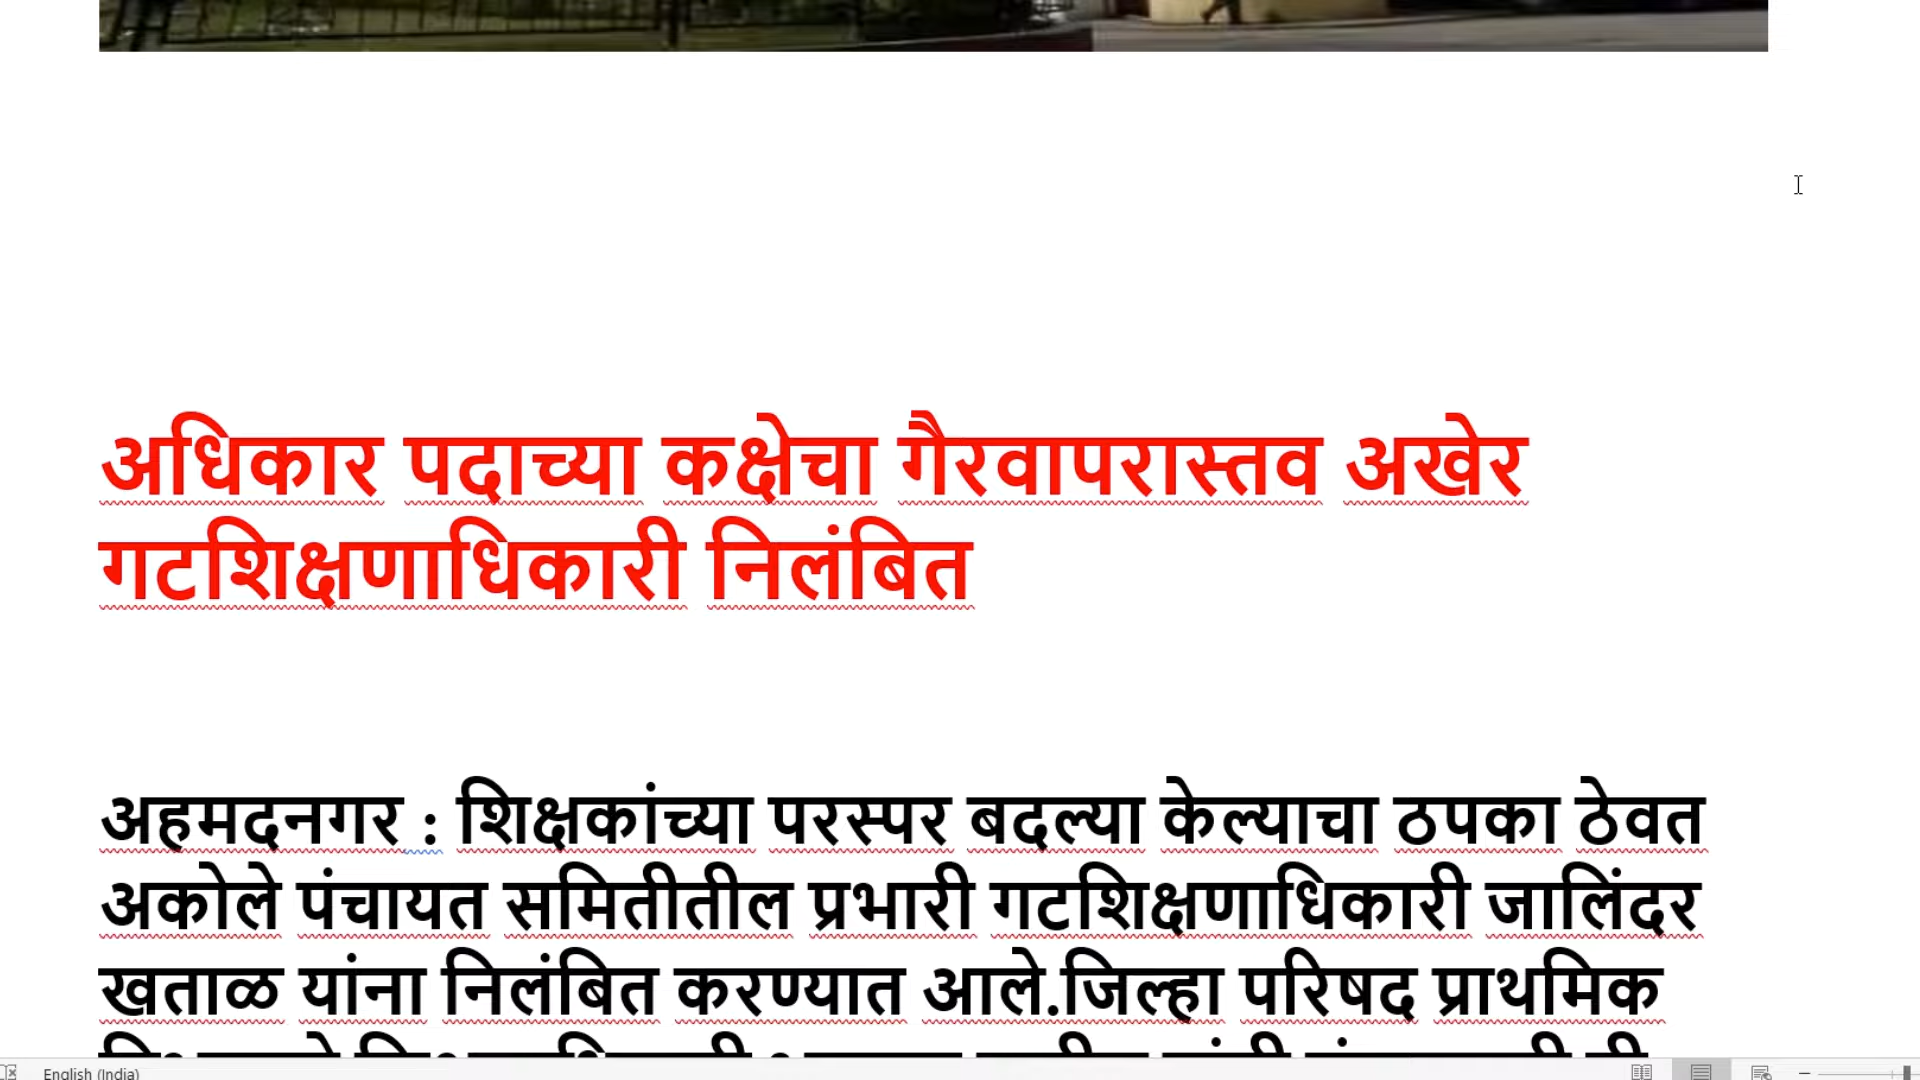 अधिकार पदाच्या कक्षेचा गैरवापरास्तव अखेर
गटशिक्षणाधिकारी निलंबित
अहमदनगर : शिक्षकांच्या परस्पर बदल्या केल्याचा ठपका ठेवत
अकोले पंचायत समितीतील प्रभारी गटशिक्षणाधिकारी जालिंदर
खताळ यांना निलंबित करण्यात आले.जिल्हा परिषद प्राथमिक
English (India)